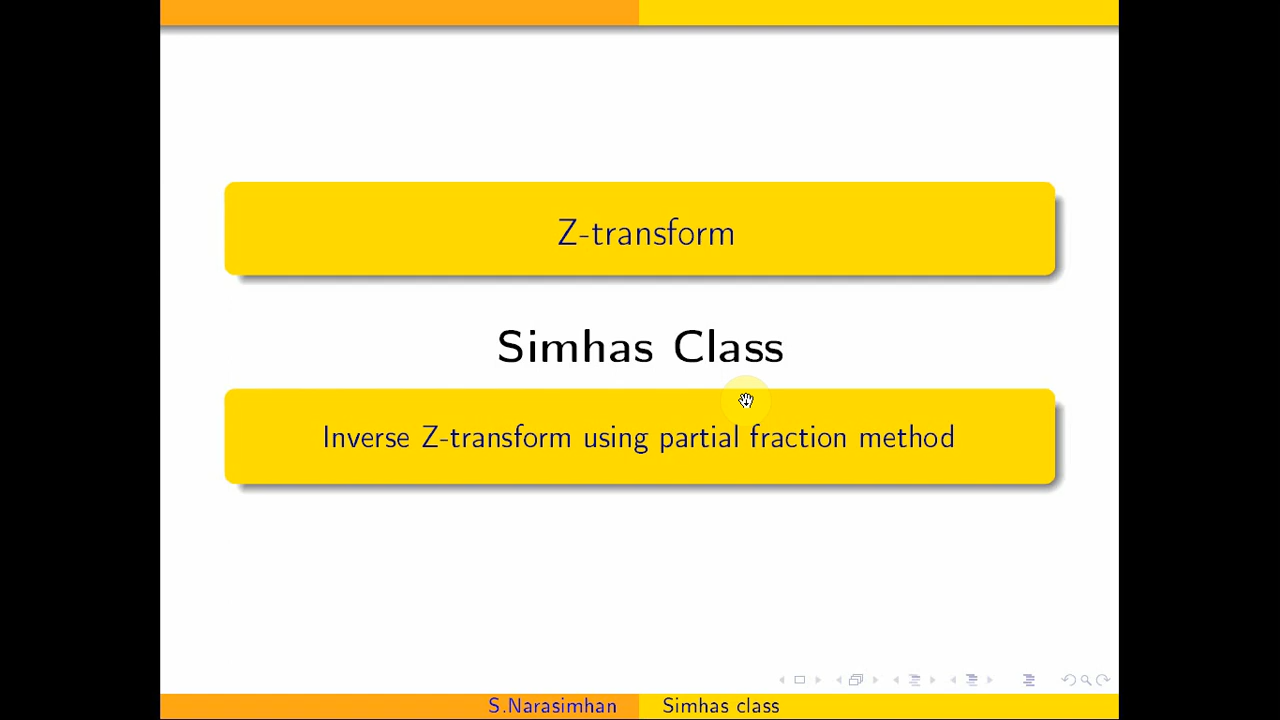 Z-transform
Simhas Class
Inverse Z-transform using partial fraction method
S.Narasimhan
Simhas class